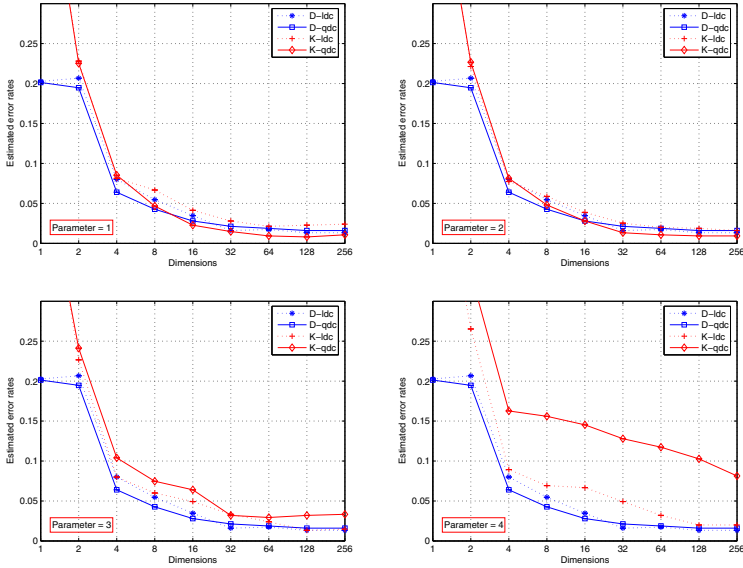 0.25
0.2
0.15
0.1
0.05
0
Estimated error rates
D−ldc
D−qdc
K−ldc
K−qdc
Parameter = 1
1 2 4 8 16 32 64 128 256
Dimensions
0.25
0.2
0.15
0.1
0.05
0
Estimated error rates
D−ldc
D−qdc
K−ldc
K−qdc
Parameter = 2
1 2 4 8 16 32 64 128 256
Dimensions
0.25
0.2
0.15
0.1
0.05
0
Estimated error rates
D−ldc
D−qdc
K−ldc
K−qdc
Parameter = 3
1 2 4 8 16 32 64 128 256
Dimensions
0.25
0.2
0.15
0.1
0.05
0
Estimated error rates
D−ldc
D−qdc
K−ldc
K−qdc
Parameter = 4
1 2 4 8 16 32 64 128 256
Dimensions